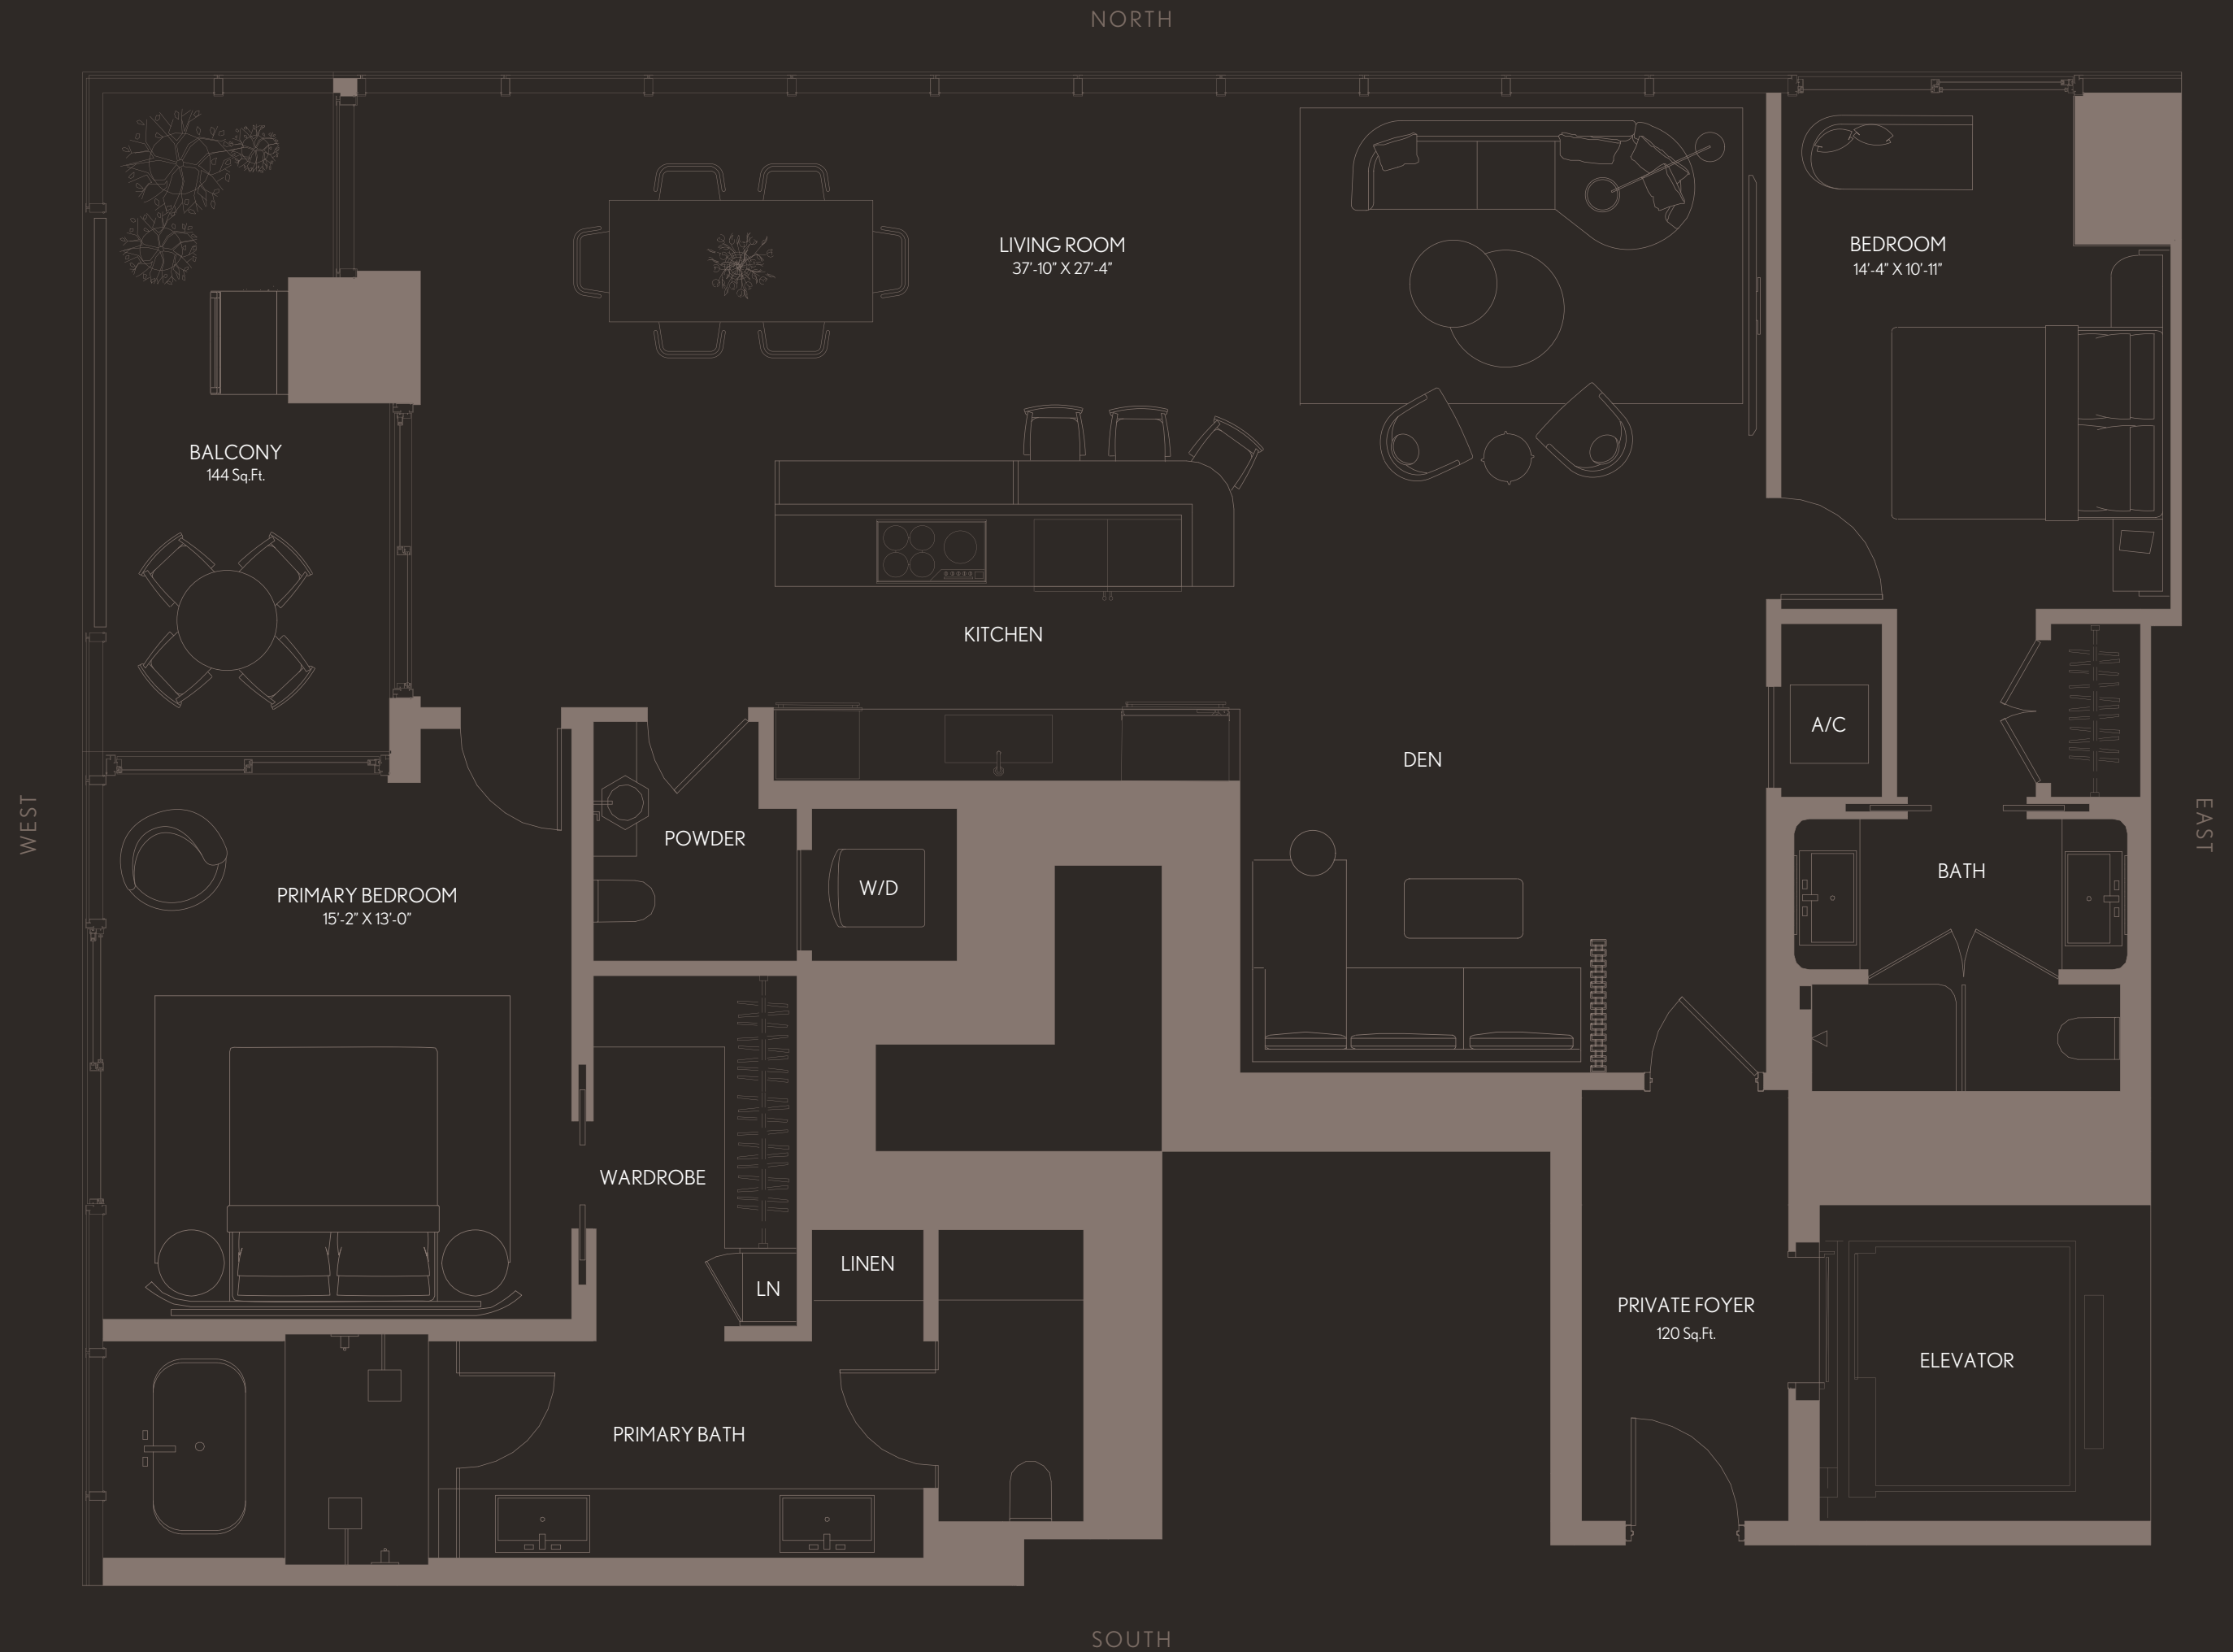 NORTH
LIVING ROOM
37'-10" X 27'-4"
BEDROOM
14'-4" X 10'-11"
BALCONY
144 Sq.Ft.
KITCHEN
A/C
DEN
WEST
EAST
POWDER
W/D
BATH
PRIMARY BEDROOM
15'-2" X 13'-0"
WARDROBE
LINEN
LN
PRIVATE FOYER
120 Sq.Ft.
ELEVATOR
PRIMARY BATH
SOUTH